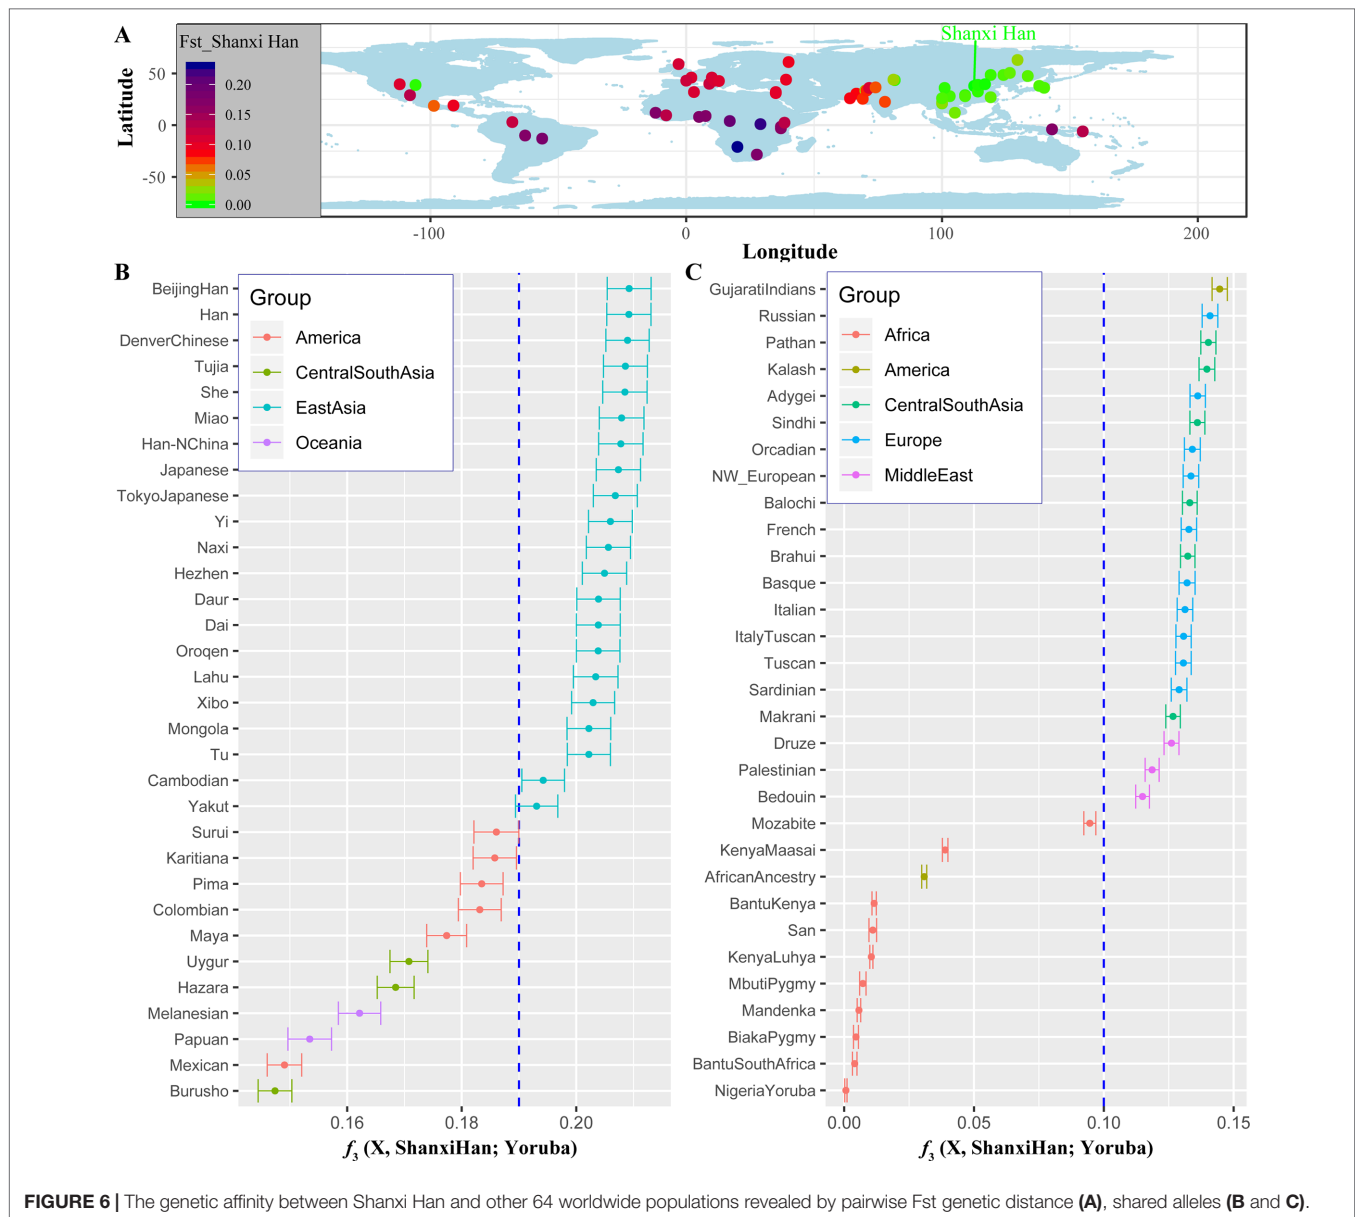 A
Fst_Shanxi Han
0.20
0.15
0.10
0.05
0.00
Shanxi Han
Latitude
50
0
-50
-100
0
100
200
Longitude
B
BeijingHan
Han
DenverChinese
Tujia
She
Miao
Han-NChina
Japanese
TokyoJapanese
Yi
Naxi
Hezhen
Daur
Dai
Oroqen
Lahu
Xibo
Mongola
Tu
Cambodian
Yakut
Surui
Karitiana
Pima
Colombian
Maya
Uygur
Hazara
Melanesian
Papuan
Mexican
Burusho
Group
America
CentralSouthAsia
EastAsia
Oceania
0.16
0.18
0.20
f3 (X, ShanxiHan; Yoruba)
C
GujaratiIndians
Russian
Pathan
Kalash
Adygei
Sindhi
Orcadian
NW_European
Balochi
French
Brahui
Basque
Italian
ItalyTuscan
Tuscan
Sardinian
Makrani
Druze
Palestinian
Bedouin
Mozabite
KenyaMaasai
AfricanAncestry
BantuKenya
San
KenyaLuhya
MbutiPygmy
Mandenka
BiakaPygmy
BantuSouthAfrica
NigeriaYoruba
Group
Africa
America
CentralSouthAsia
Europe
MiddleEast
0.00
0.05
0.10
0.15
f3 (X, ShanxiHan; Yoruba)
FIGURE 6 | The genetic affinity between Shanxi Han and other 64 worldwide populations revealed by pairwise Fst genetic distance (A), shared alleles (B and C).